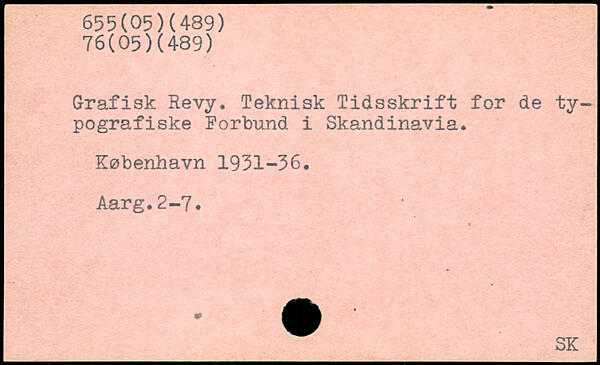 655(05)(489)
76(05)(489)
Grafisk Revy. Teknisk Tidsskrift for de ty-
pografiske Forbund i Skandinavia.
København 1931-36.
Aarg.2-7.
SK